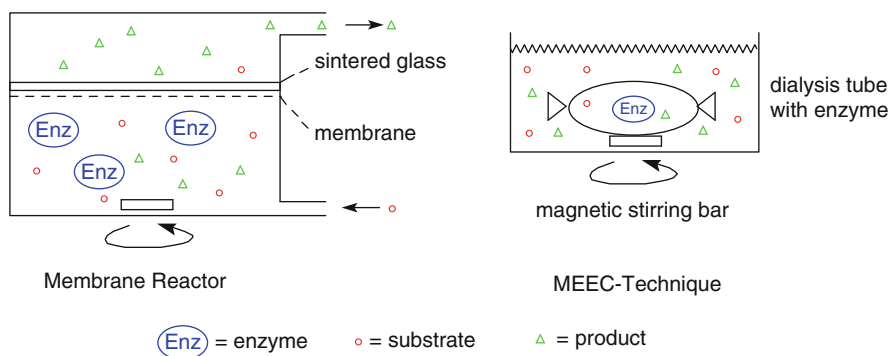 sintered glass
membrane
Enz
Enz
Enz
Membrane Reactor
Enz
dialysis tube
with enzyme
magnetic stirring bar
MEEC-Technique
Enz = enzyme = substrate = product